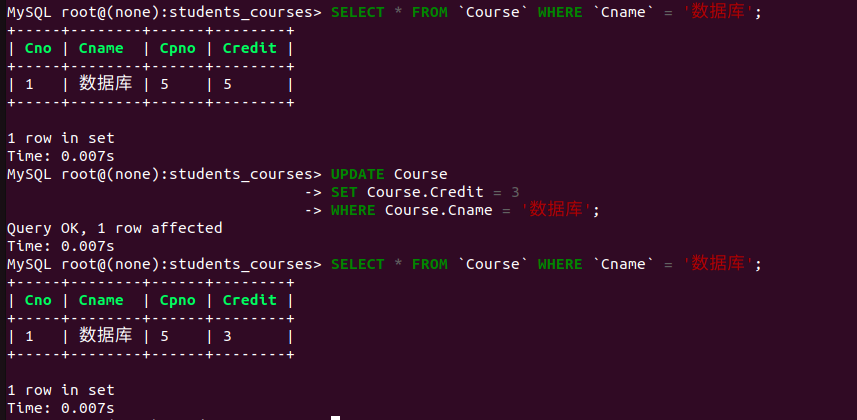 MySQL root@(none):students_courses> SELECT * FROM `Course` WHERE `Cname` = '数据库';
+-----+--------+------+--------+
| Cno | Cname  | Cpno | Credit |
+-----+--------+------+--------+
| 1   | 数据库 | 5    | 5      |
+-----+--------+------+--------+
1 row in set
Time: 0.007s
MySQL root@(none):students_courses> UPDATE Course
-> SET Course.Credit = 3
-> WHERE Course.Cname = '数据库';
Query OK, 1 row affected
Time: 0.007s
MySQL root@(none):students_courses> SELECT * FROM `Course` WHERE `Cname` = '数据库';
+-----+--------+------+--------+
| Cno | Cname  | Cpno | Credit |
+-----+--------+------+--------+
| 1   | 数据库 | 5    | 3      |
+-----+--------+------+--------+
1 row in set
Time: 0.007s